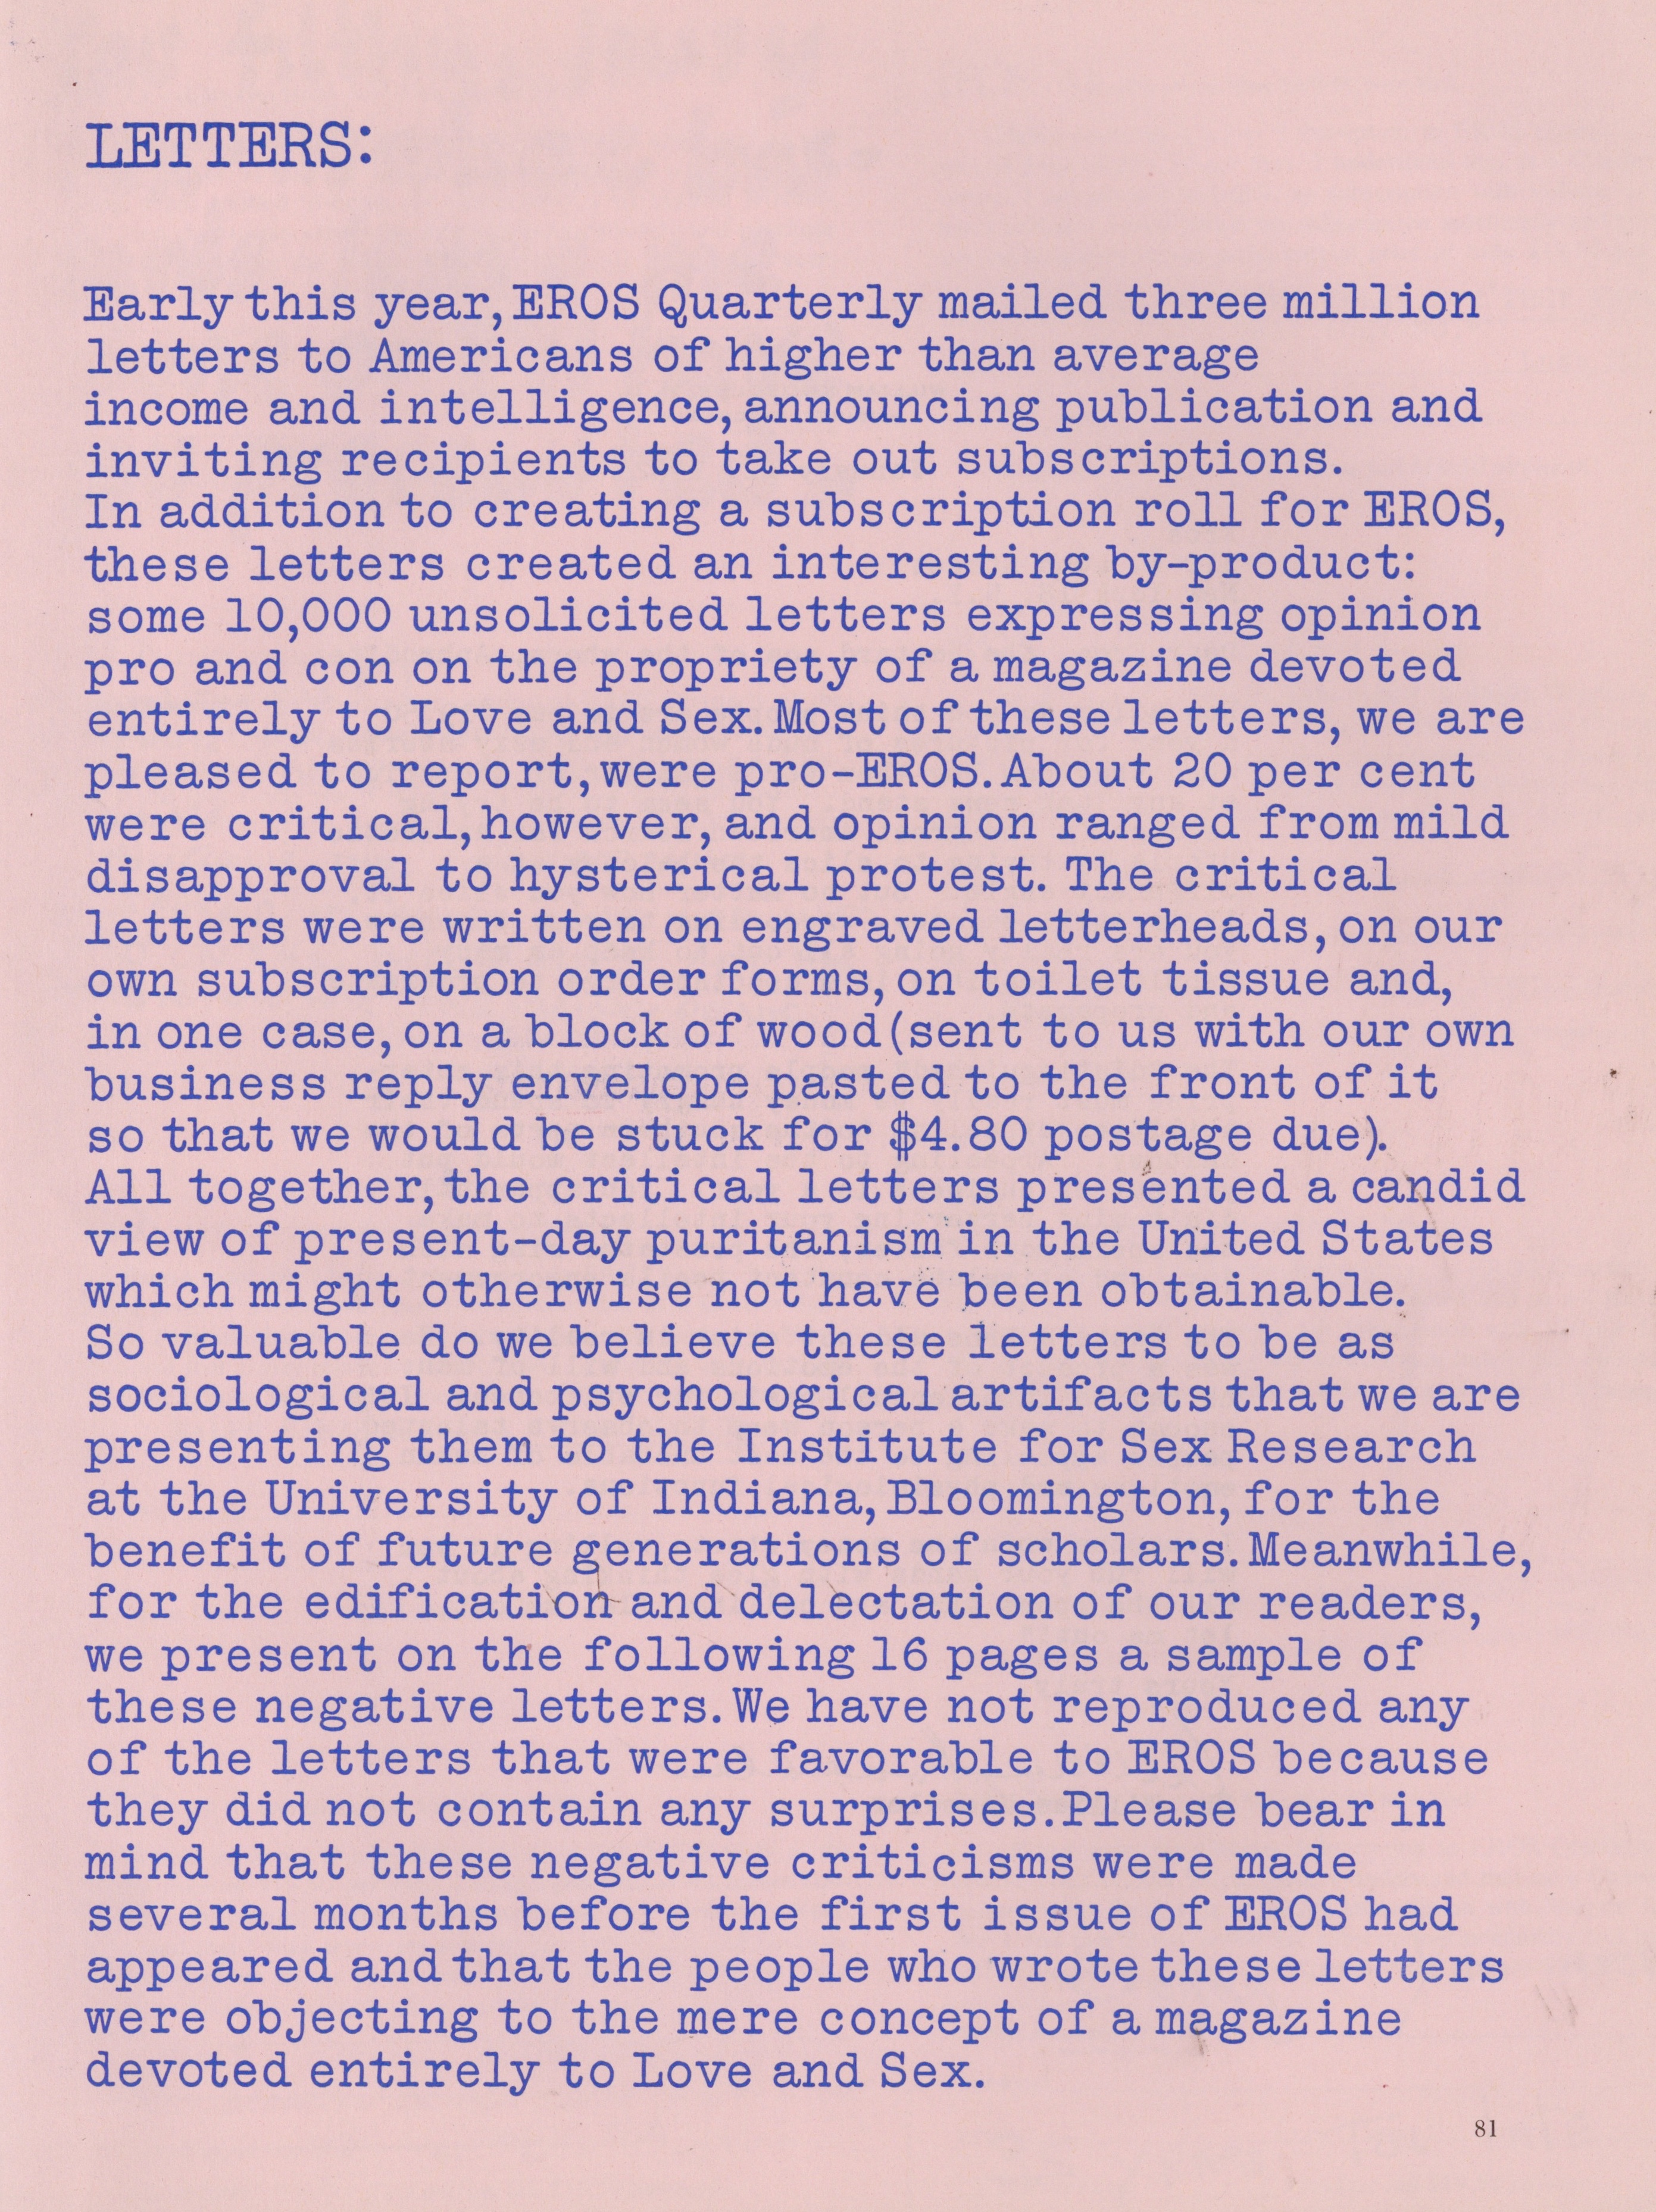 LETTERS:
Early this year, EROS Quarterly mailed three million
letters to Americans of higher than average
income and intelligence, announcing publication and
inviting recipients to take out subscriptions.
In addition to creating a subscription roll for EROS,
these letters created an interesting by-product:
some 10,000 unsolicited letters expressing opinion
pro and con on the propriety of a magazine devoted
entirely to Love and Sex. Most of these letters, we are
pleased to report, were pro-EROS. About 20 per cent
were critical, however, and opinion ranged from mild
disapproval to hysterical protest. The critical
letters were written on engraved letterheads, on our
own subscription order forms, on toilet tissue and,
in one case, on a block of wood (sent to us with our own
business reply envelope pasted to the front of it
so that we would be stuck for $4.80 postage due).
All together, the critical letters presented a candid
view of present-day puritanism in the United States
which might otherwise not have been obtainable.
So valuable do we believe these letters to be as
sociological and psychological artifacts that we are
presenting them to the Institute for Sex Research
at the University of Indiana, Bloomington, for the
benefit of future generations of scholars. Meanwhile,
for the edification and delectation of our readers,
we present on the following 16 pages a sample of
these negative letters. We have not reproduced any
of the letters that were favorable to EROS because
they did not contain any surprises. Please bear in
mind that these negative criticisms were made
several months before the first issue of EROS had
appeared and that the people who wrote these letters
were objecting to the mere concept of a magazine
devoted entirely to Love and Sex.
81